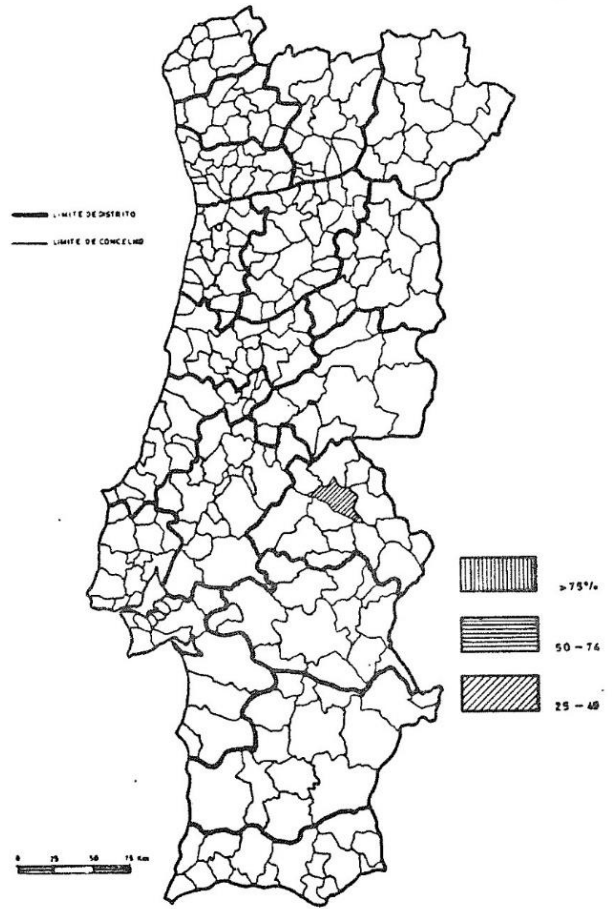 LIMITE DE DISTRITO
LIMITE DE CONCELHO
>75%
50 - 74
25 - 49
0 25 50 75 Km